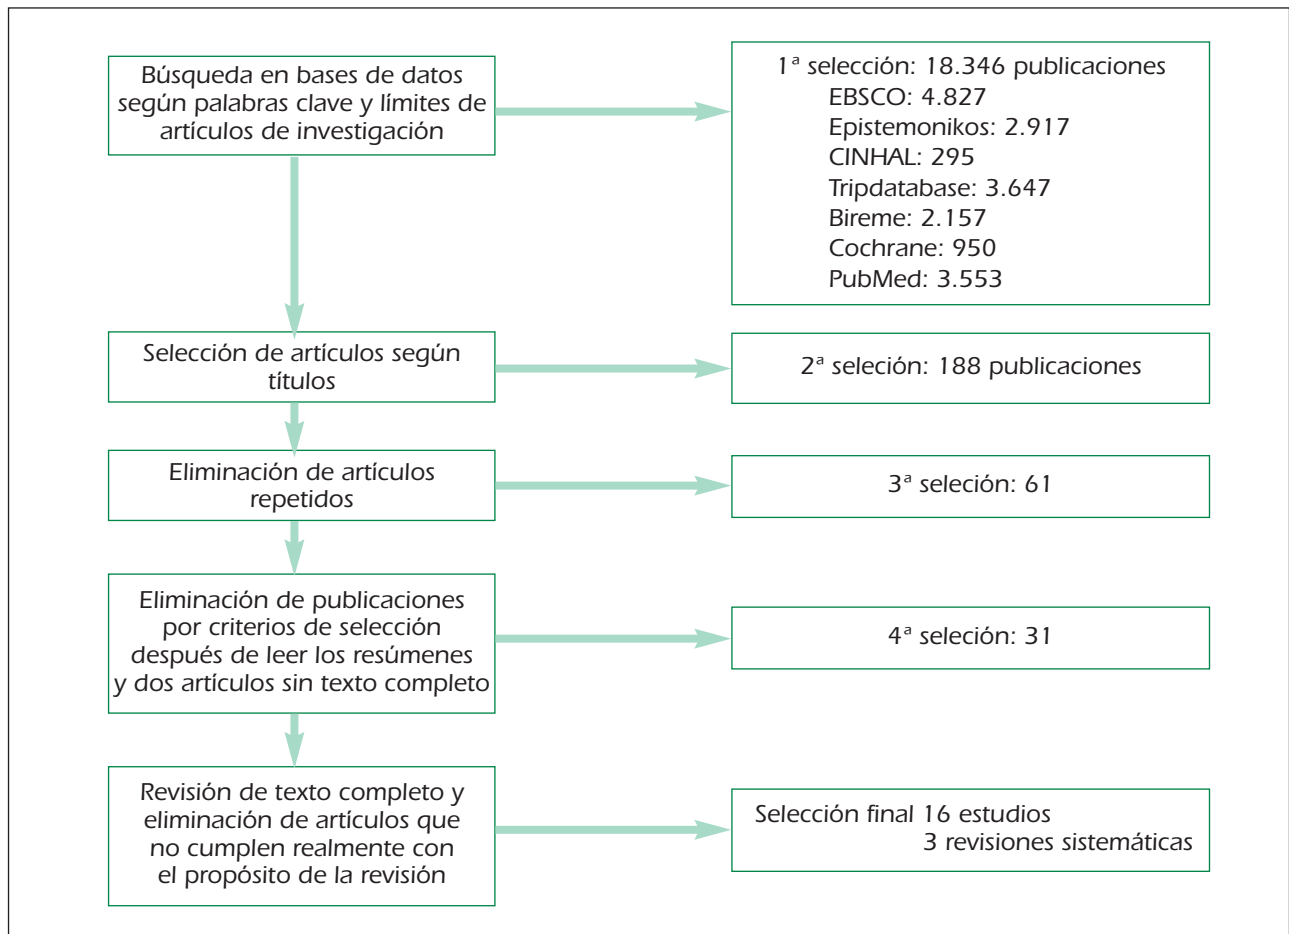 Búsqueda en bases de datos
según palabras clave y límites de
artículos de investigación
1ª selección: 18.346 publicaciones
EBSCO: 4.827
Epistemonikos: 2.917
CINHAL: 295
Tripdatabase: 3.647
Bireme: 2.157
Cochrane: 950
PubMed: 3.553
Selección de artículos según
títulos
2ª seleción: 188 publicaciones
Eliminación de artículos
repetidos
3ª seleción: 61
Eliminación de publicaciones
por criterios de selección
después de leer los resúmenes
y dos artículos sin texto completo
4ª seleción: 31
Revisión de texto completo y
eliminación de artículos que
no cumplen realmente con
el propósito de la revisión
Selección final 16 estudios
3 revisiones sistemáticas